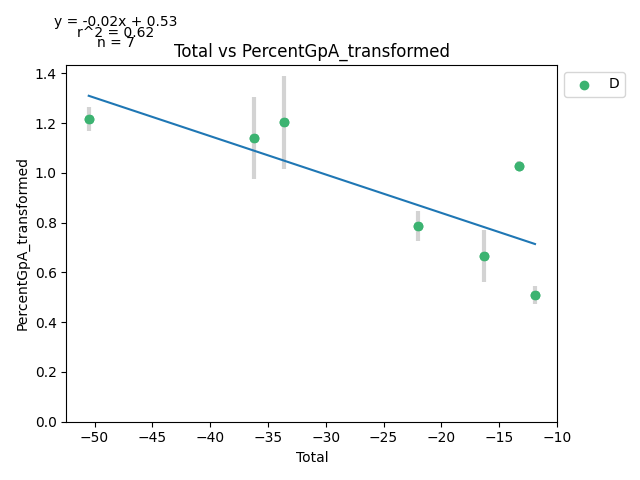 y = -0.02x + 0.53
r^2 = 0.62
n = 7
Total vs PercentGpA_transformed
D
PercentGpA_transformed
1.4
1.2
1.0
0.8
0.6
0.4
0.2
0.0
−50 −45 −40 −35 −30 −25 −20 −15 −10
Total